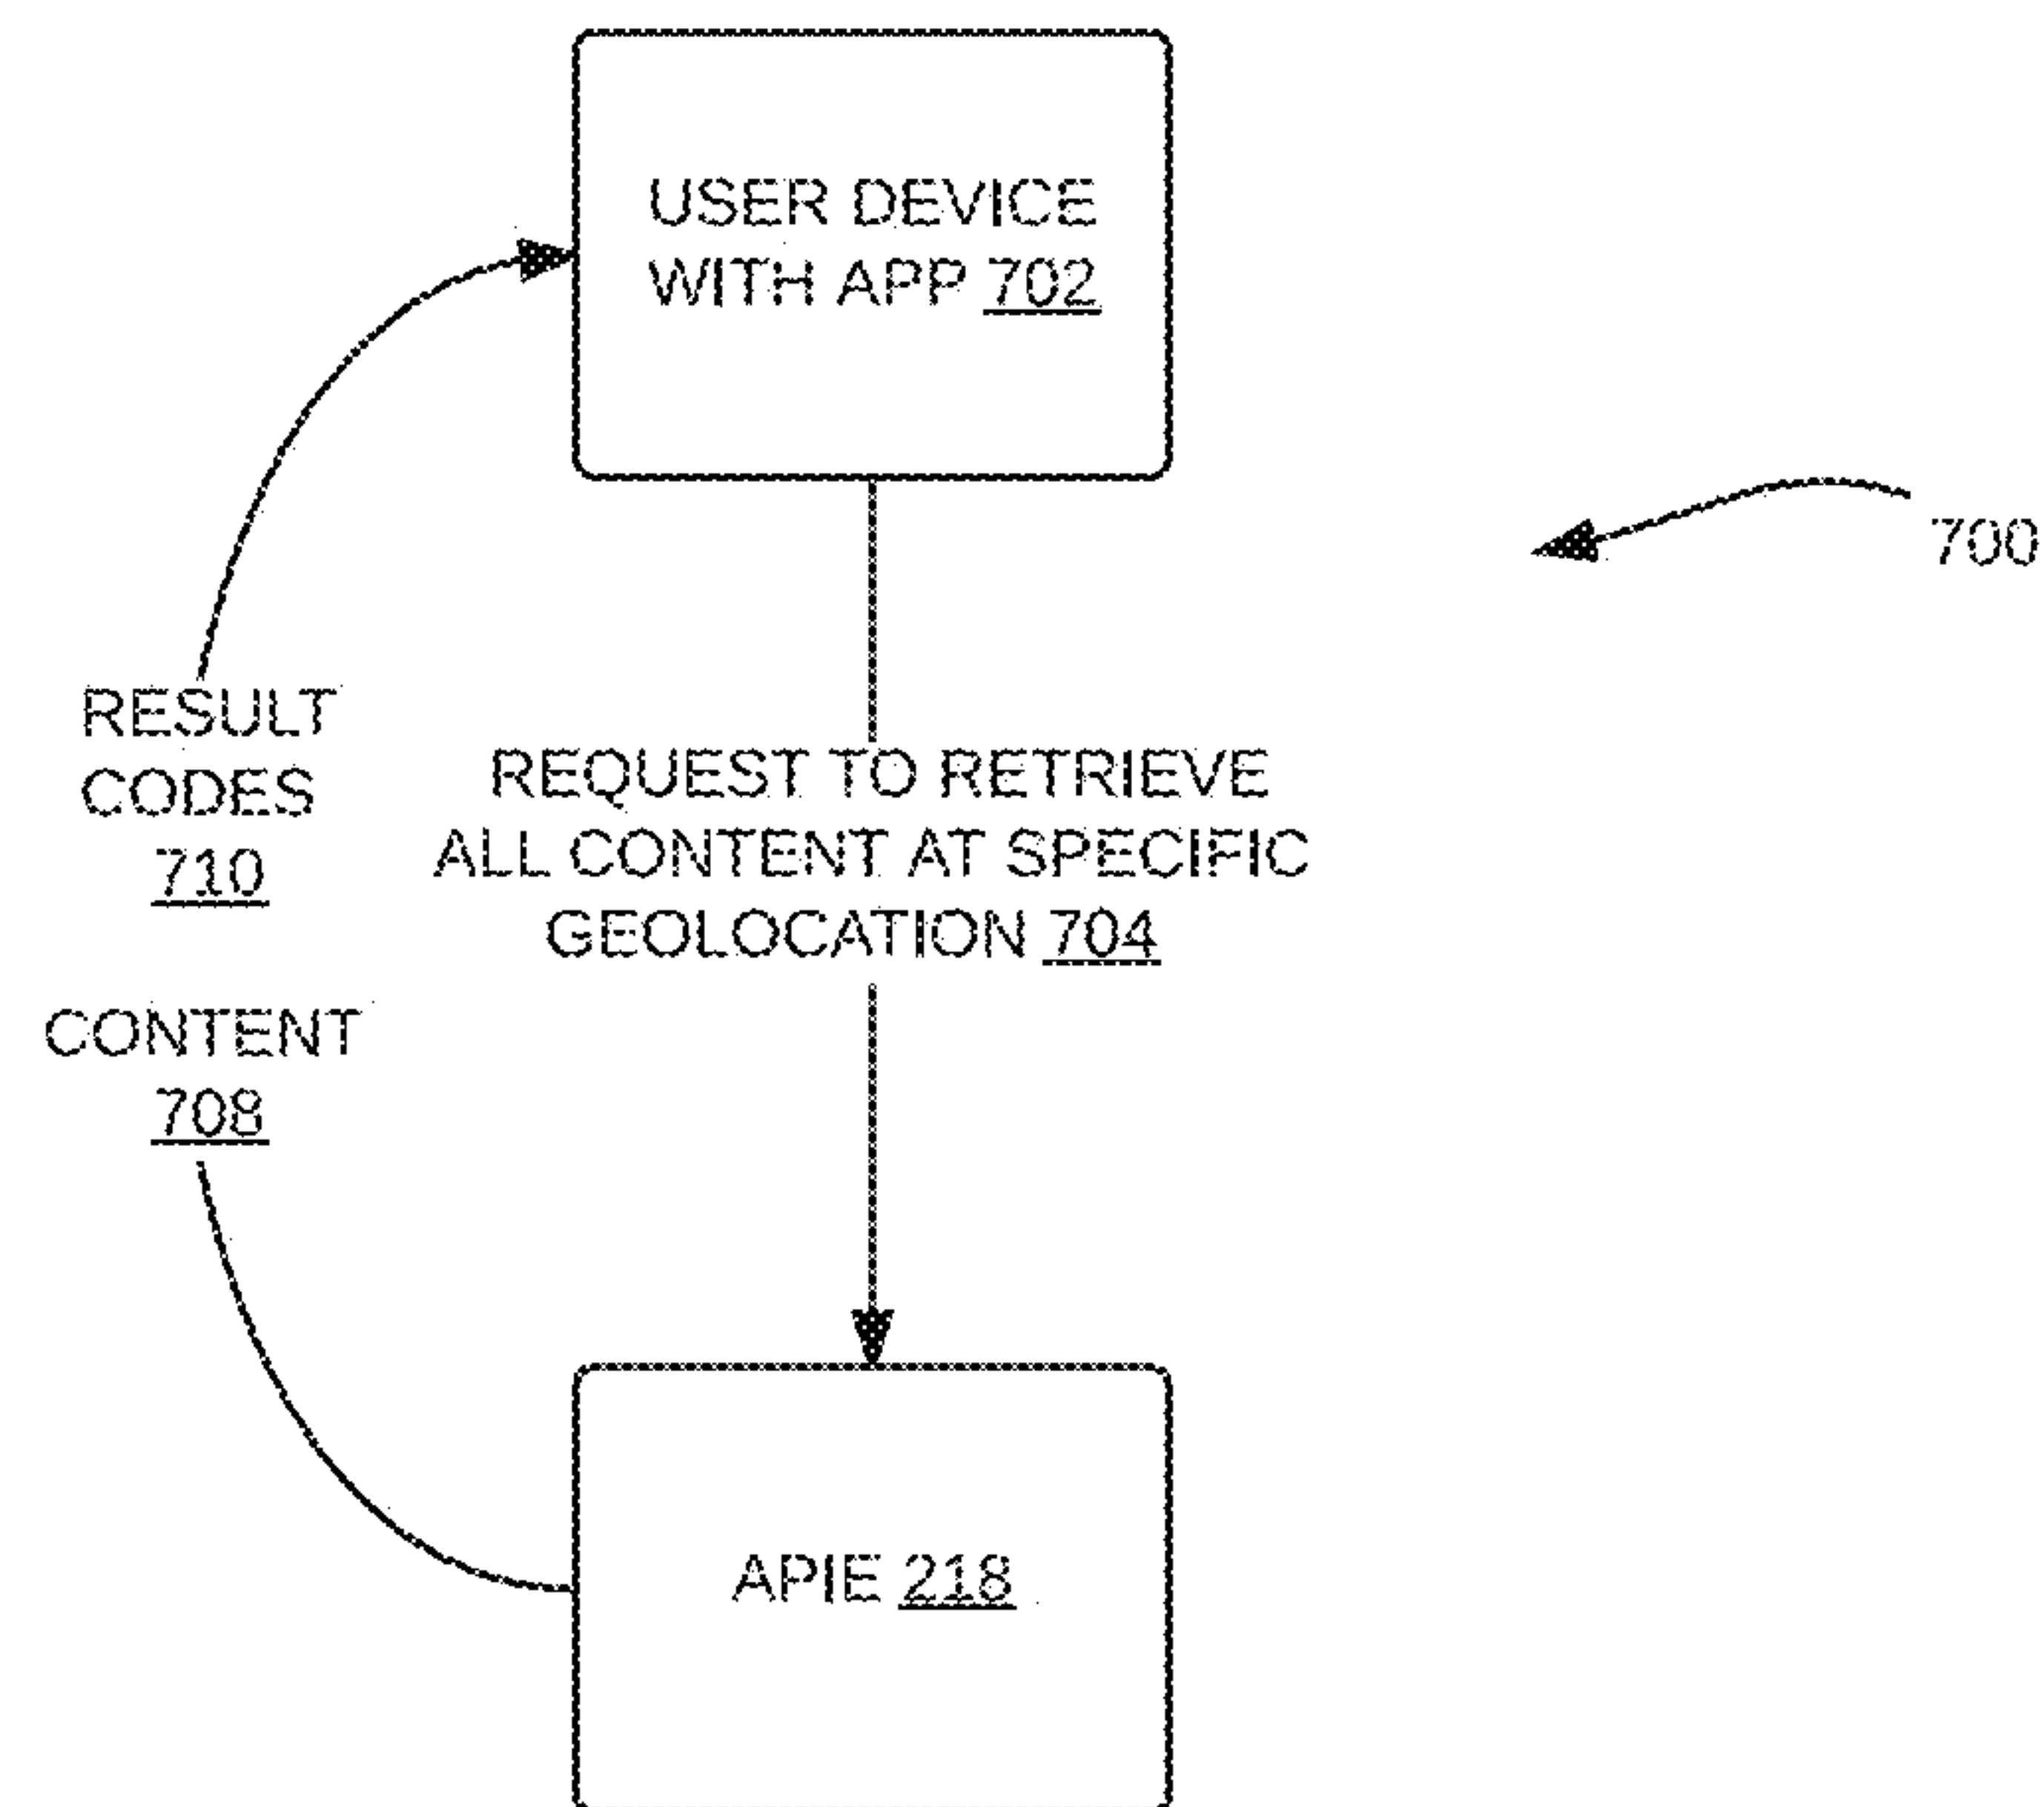 USER DEVICE
WITH APP 702
700
RESULT
CODES
710
REQUEST TO RETRIEVE
ALL CONTENT AT SPECIFIC
GEOLOCATION 704
CONTENT
708
APIE 218